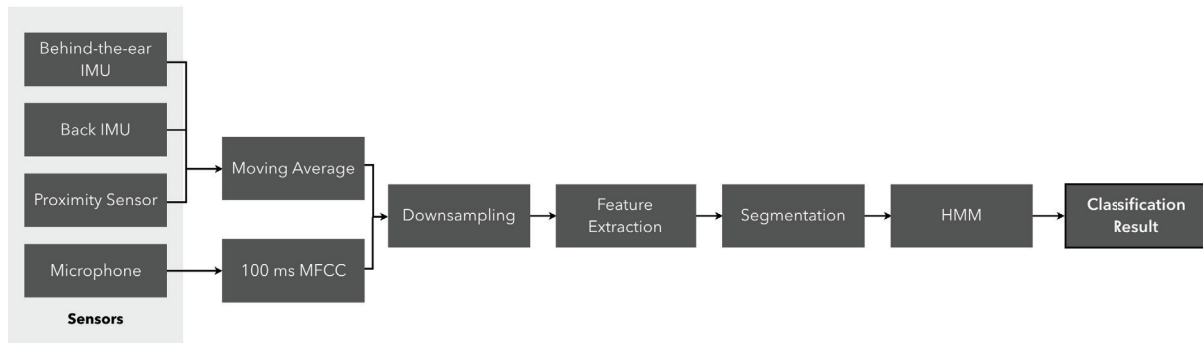 Behind-the-ear
IMU
Back IMU
Proximity Sensor
Microphone
Sensors
Moving Average
100 ms MFCC
Downsampling
Feature
Extraction
Segmentation
HMM
Classification
Result